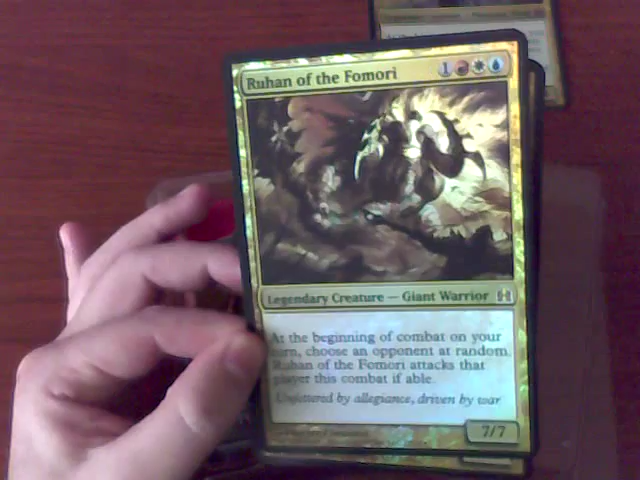 Ruhan of the Fomori 1
Legendary Creature — Giant Warrior
At the beginning of combat on your
turn, choose an opponent at random.
Ruhan of the Fomori attacks that
player this combat if able.
Unfettered by allegiance, driven by war
7/7